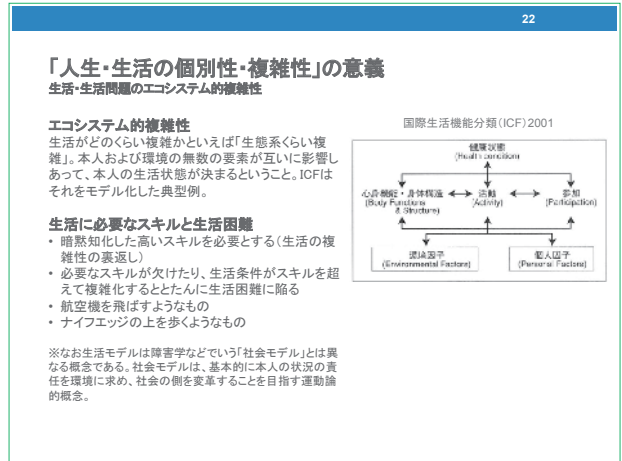 22
「人生・生活の個別性・複雑性」の意義
生活・生活問題のエコシステム的複雑性
エコシステム的複雑性
生活がどのくらい複雑かといえば「生態系くらい複
雑」。本人および環境の無数の要素が互いに影響し
あって、本人の生活状態が決まるということ。ICFは
それをモデル化した典型例。
生活に必要なスキルと生活困難
• 暗黙知化した高いスキルを必要とする（生活の複
雑性の裏返し）
• 必要なスキルが欠けたり、生活条件がスキルを超
えて複雑化するととたんに生活困難に陥る
• 航空機を飛ばすようなもの
• ナイフエッジの上を歩くようなもの
※なお生活モデルは障害学などでいう「社会モデル」とは異
なる概念である。社会モデルは、基本的に本人の状況の責
任を環境に求め、社会の側を変革することを目指す運動論
的概念。
国際生活機能分類（ICF）2001
健康状態
(Health condition)
心身機能・身体構造 活動 参加
(Body Functions (Activity) (Participation)
& Structure)
環境因子 個人因子
(Environmental Factors) (Personal Factors)